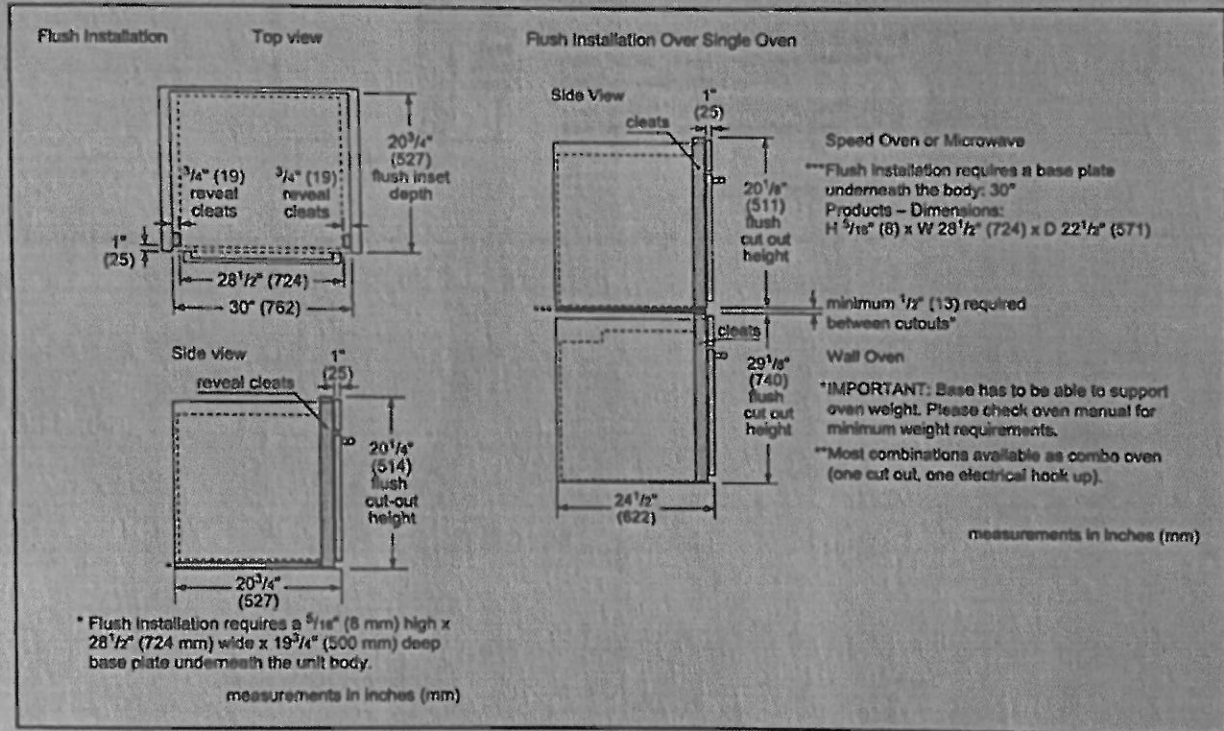 Flush Installation
Top view
20³/₄"
(527)
flush inset
depth
³/₄" (19)
reveal
cleats
³/₄" (19)
reveal
cleats
1"
(25)
28¹/₂" (724)
30" (762)
Side view
1"
(25)
reveal cleats
20¹/₄"
(514)
flush
cut-out
height
20³/₄"
(527)
* Flush installation requires a ⁵/₁₆" (8 mm) high x
28¹/₂" (724 mm) wide x 19³/₄" (500 mm) deep
base plate underneath the unit body.
measurements in inches (mm)
Flush Installation Over Single Oven
Side View
1"
(25)
cleats
20¹/₈"
(511)
flush
cut out
height
cleats
29¹/₈"
(740)
flush
cut out
height
24¹/₂"
(622)
Speed Oven or Microwave
***Flush installation requires a base plate
underneath the body: 30"
Products – Dimensions:
H ⁵/₁₆" (8) x W 28¹/₂" (724) x D 22¹/₂" (571)
minimum ¹/₂" (13) required
between cutouts*
Wall Oven
*IMPORTANT: Base has to be able to support
oven weight. Please check oven manual for
minimum weight requirements.
**Most combinations available as combo oven
(one cut out, one electrical hook up).
measurements in inches (mm)